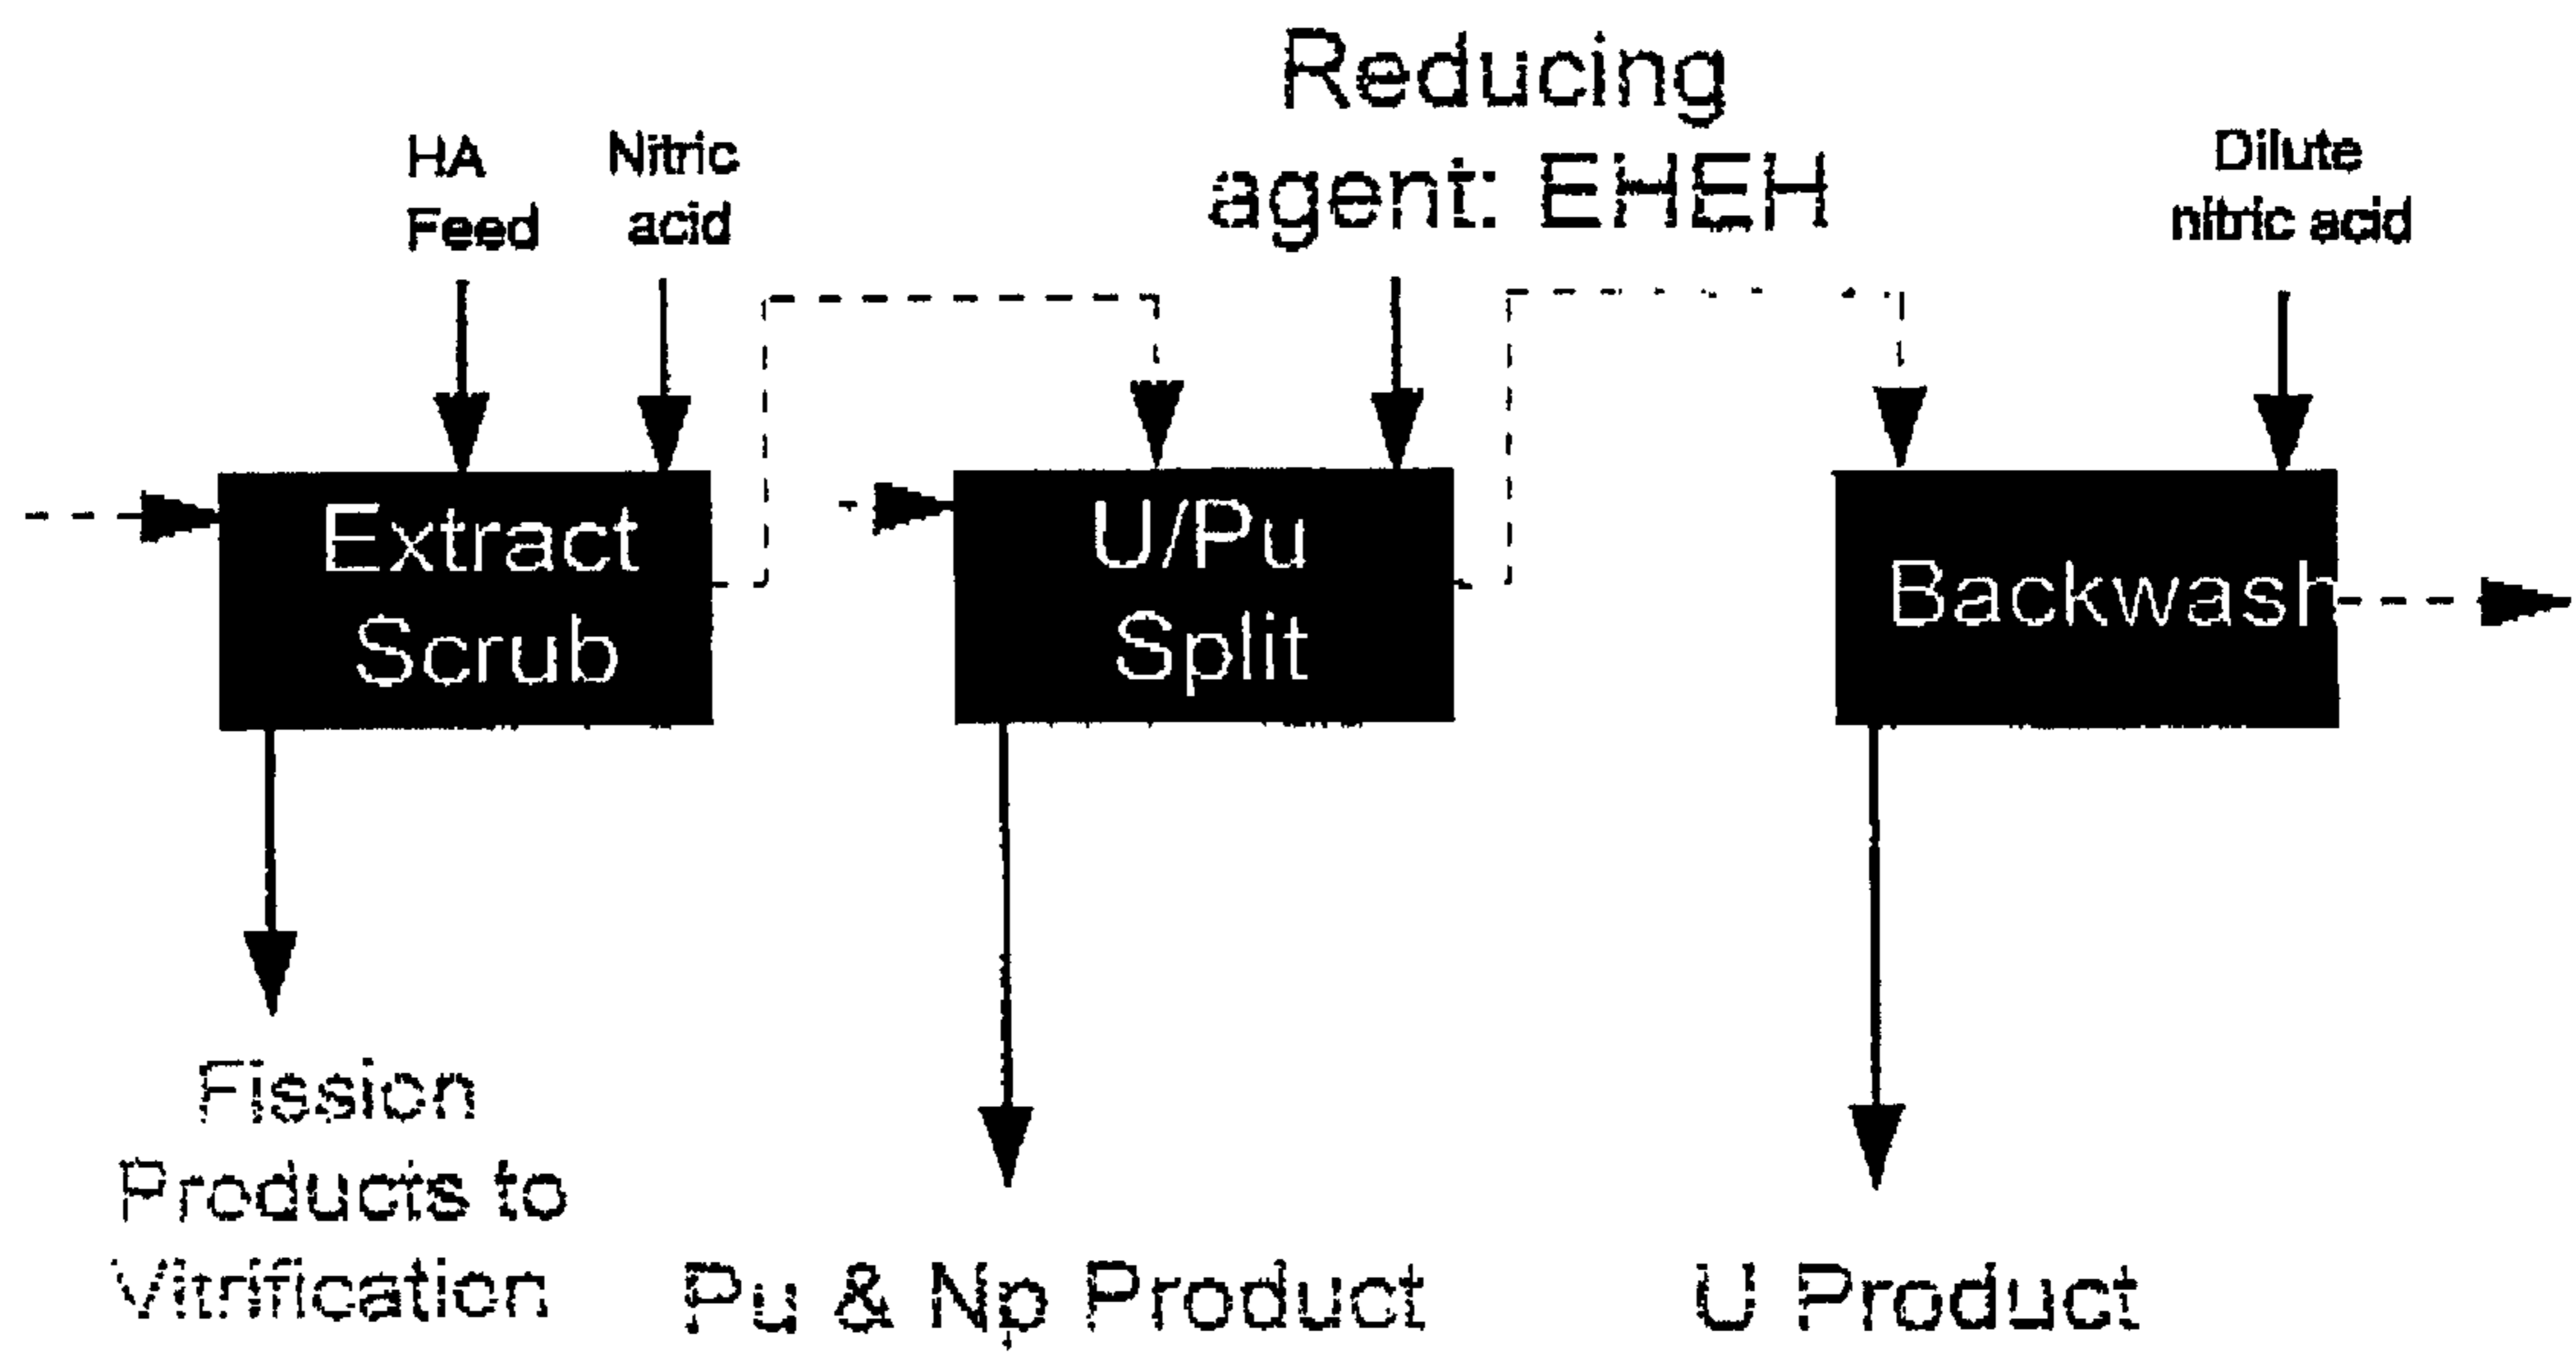 HA
Feed
Nitric
acid
Reducing
agent: EHEH
Dilute
nitric acid
Extract
Scrub
U/Pu
Split
Backwash
Fission
Products to
Vitrification
Pu & Np Product
U Product